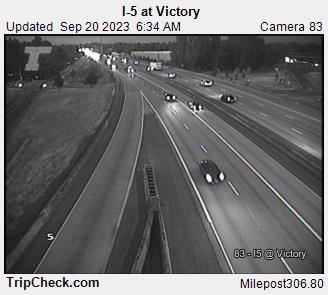 I-5 at Victory
Updated Sep 20 2023 6:34 AM Camera 83
T
S
83 - I5 @ Victory
TripCheck.com Milepost306.80